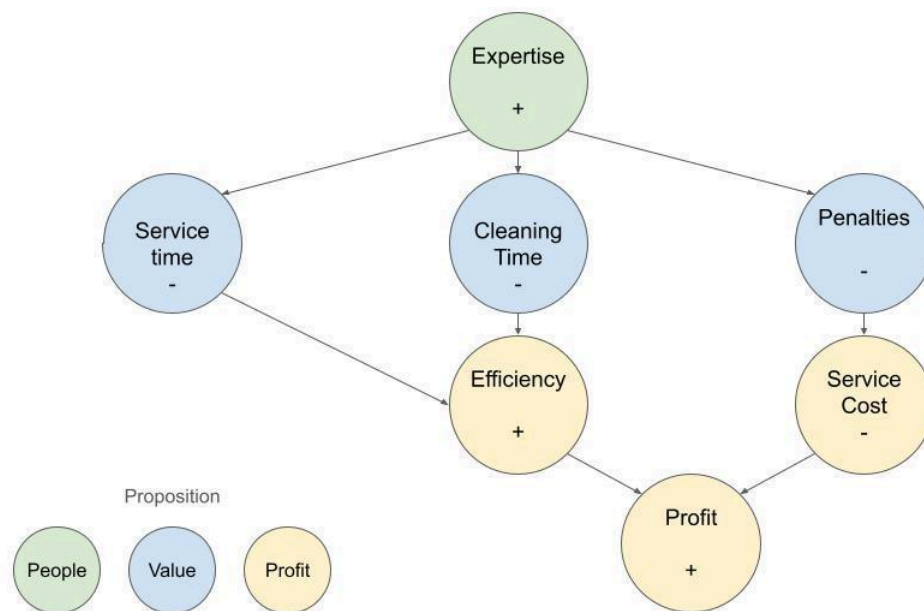 Expertise
+
Service
time
-
Cleaning
Time
-
Penalties
-
Efficiency
+
Service
Cost
-
Profit
+
Proposition
People
Value
Profit